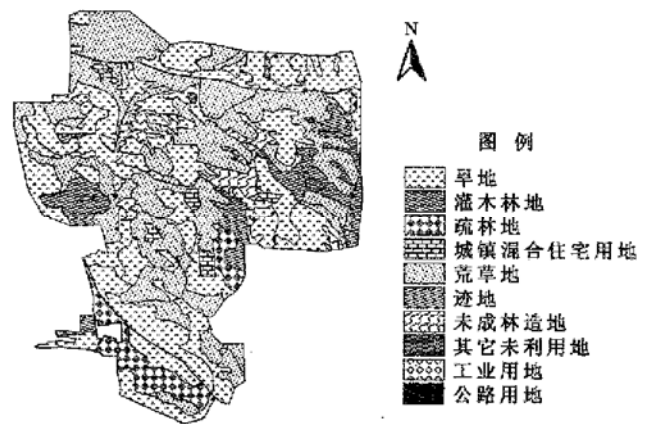 N
图例
旱地
灌木林地
疏林地
城镇混合住宅用地
荒草地
迹地
未成林造地
其它未利用地
工业用地
公路用地